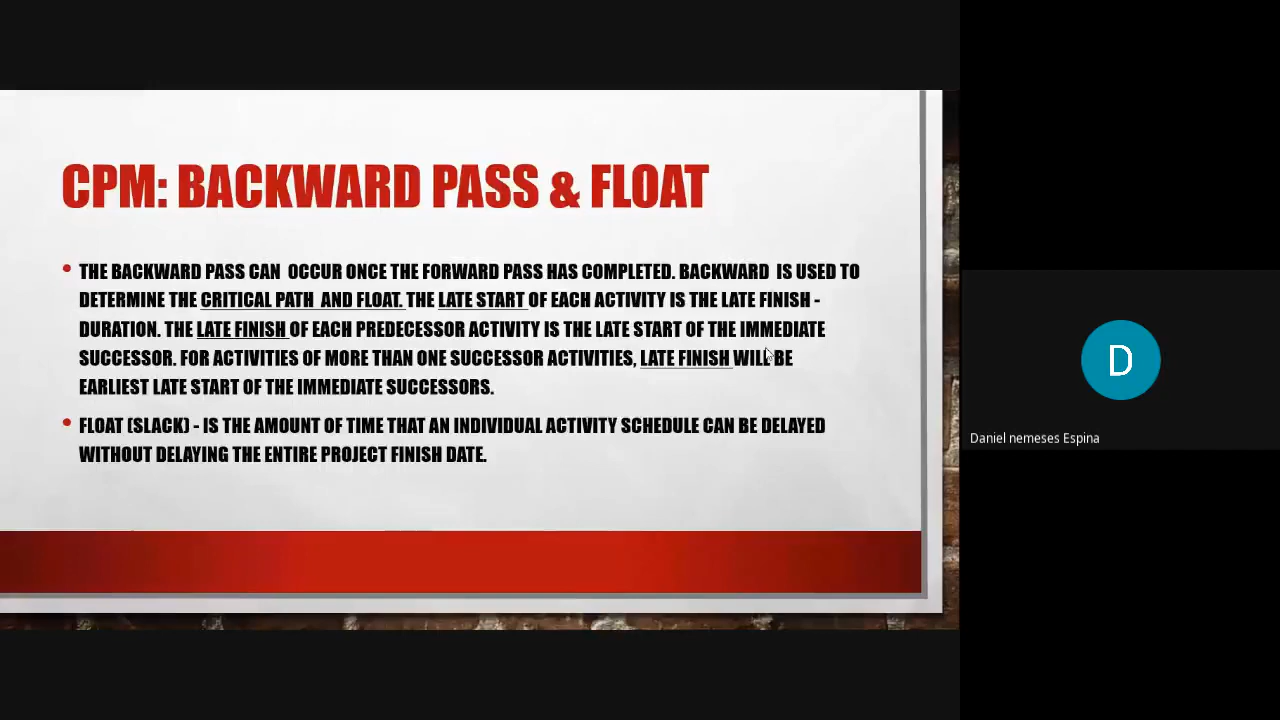 CPM: BACKWARD PASS & FLOAT
• THE BACKWARD PASS CAN OCCUR ONCE THE FORWARD PASS HAS COMPLETED. BACKWARD IS USED TO
DETERMINE THE CRITICAL PATH AND FLOAT. THE LATE START OF EACH ACTIVITY IS THE LATE FINISH -
DURATION. THE LATE FINISH OF EACH PREDECESSOR ACTIVITY IS THE LATE START OF THE IMMEDIATE
SUCCESSOR. FOR ACTIVITIES OF MORE THAN ONE SUCCESSOR ACTIVITIES, LATE FINISH WILL BE
EARLIEST LATE START OF THE IMMEDIATE SUCCESSORS.
• FLOAT (SLACK) - IS THE AMOUNT OF TIME THAT AN INDIVIDUAL ACTIVITY SCHEDULE CAN BE DELAYED
WITHOUT DELAYING THE ENTIRE PROJECT FINISH DATE.
D
Daniel nemeses Espina